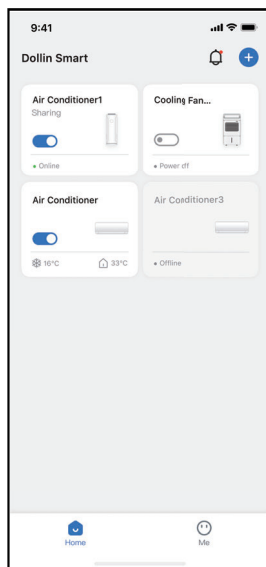 9:41
Dollin Smart
Air Conditioner1
Sharing
• Online
Cooling Fan...
• Power off
Air Conditioner
16°C
33°C
Air Conditioner3
• Offline
Home
Me